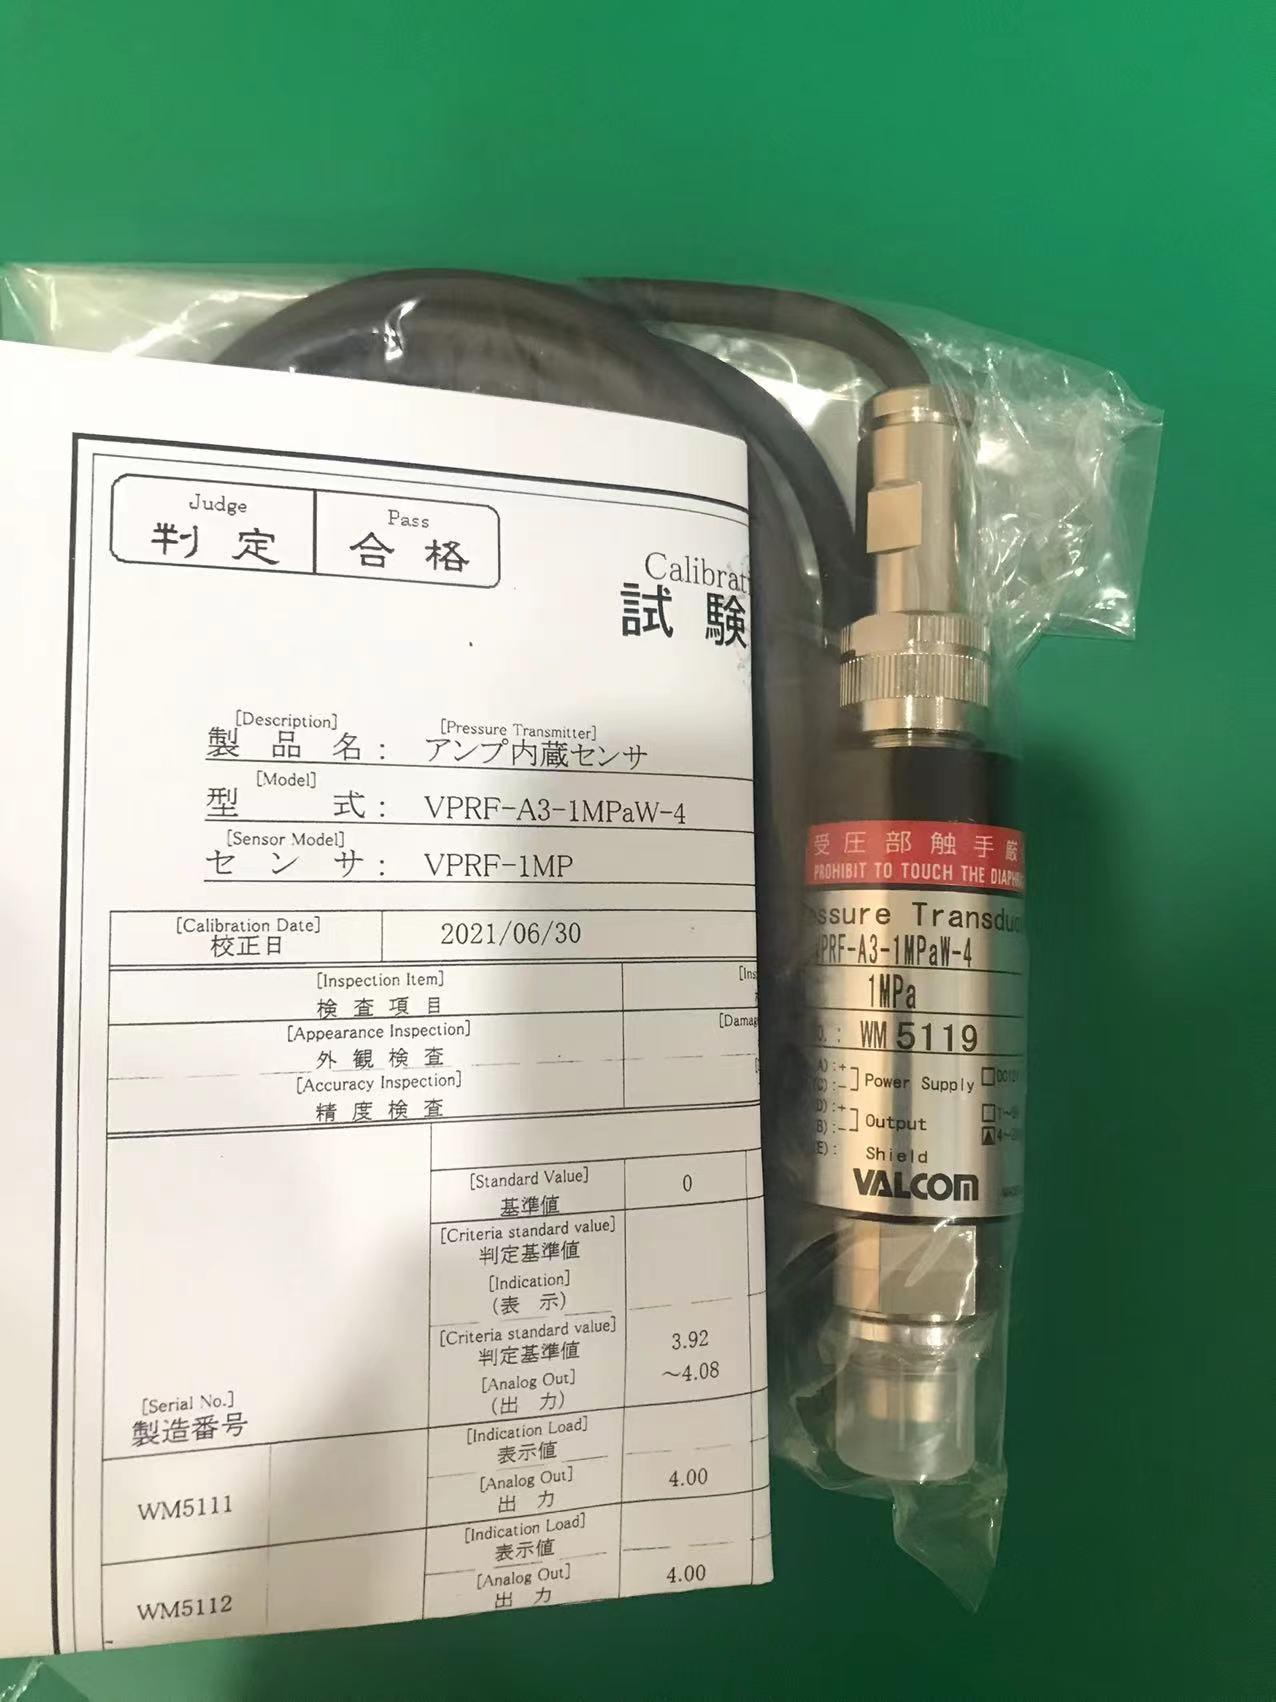 Judge
判定
Pass
合格
試験
[Description]
製品名:
[Pressure Transmitter]
アンプ内蔵センサ
[Model]
型式:
VPRF-A3-1MPaW-4
[Sensor Model]
センサ:
VPRF-1MP
[Calibration Date]
校正日
2021/06/30
[Inspection Item]
検査項目
[Appearance Inspection]
外観検査
[Accuracy Inspection]
精度検査
[Standard Value]
基準値
0
[Criteria standard value]
判定基準値
[Indication]
(表示)
[Criteria standard value]
判定基準値
[Analog Out]
(出力)
3.92
~4.08
[Serial No.]
製造番号
WM5111
[Indication Load]
表示値
[Analog Out]
出力
4.00
WM5112
[Indication Load]
表示値
[Analog Out]
出力
4.00
受圧部触手厳
PROHIBIT TO TOUCH THE
VPRF-A3-1MPaW-4
1MPa
WM 5119
Power Supply
Output
Shield
VALCOM